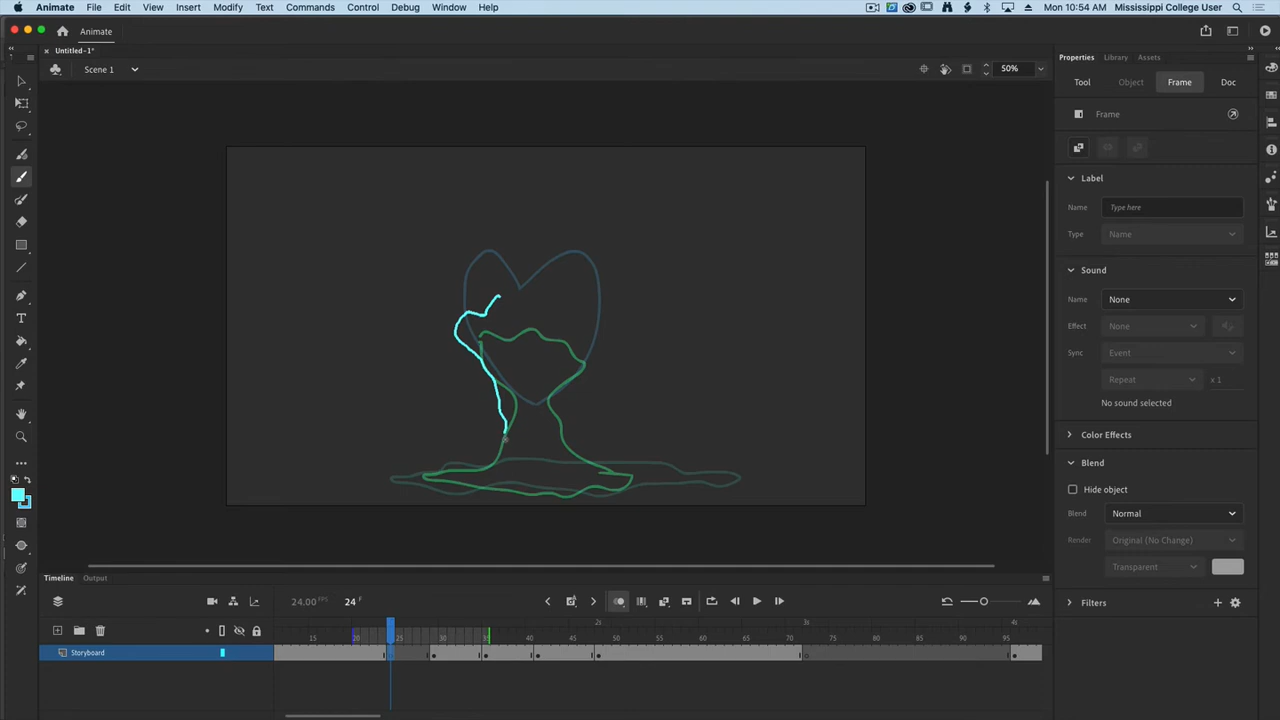 Animate File Edit View Insert Modify Text Commands Control Debug Window Help Mon 10:54 AM Mississippi College User
Animate
Untitled-1*
Scene 1 50%
Properties Library Assets
Tool Object Frame Doc
Frame
Label
Name Type here
Type Name
Sound
Name None
Effect None
Sync Event
Repeat x 1
No sound selected
Color Effects
Blend
Hide object
Blend Normal
Render Original (No Change)
Transparent
Filters
Timeline Output
24.00 FPS 24 F
2s 3s 4s
15 20 25 30 35 40 45 50 55 60 65 70 75 80 85 90 95
Storyboard
T